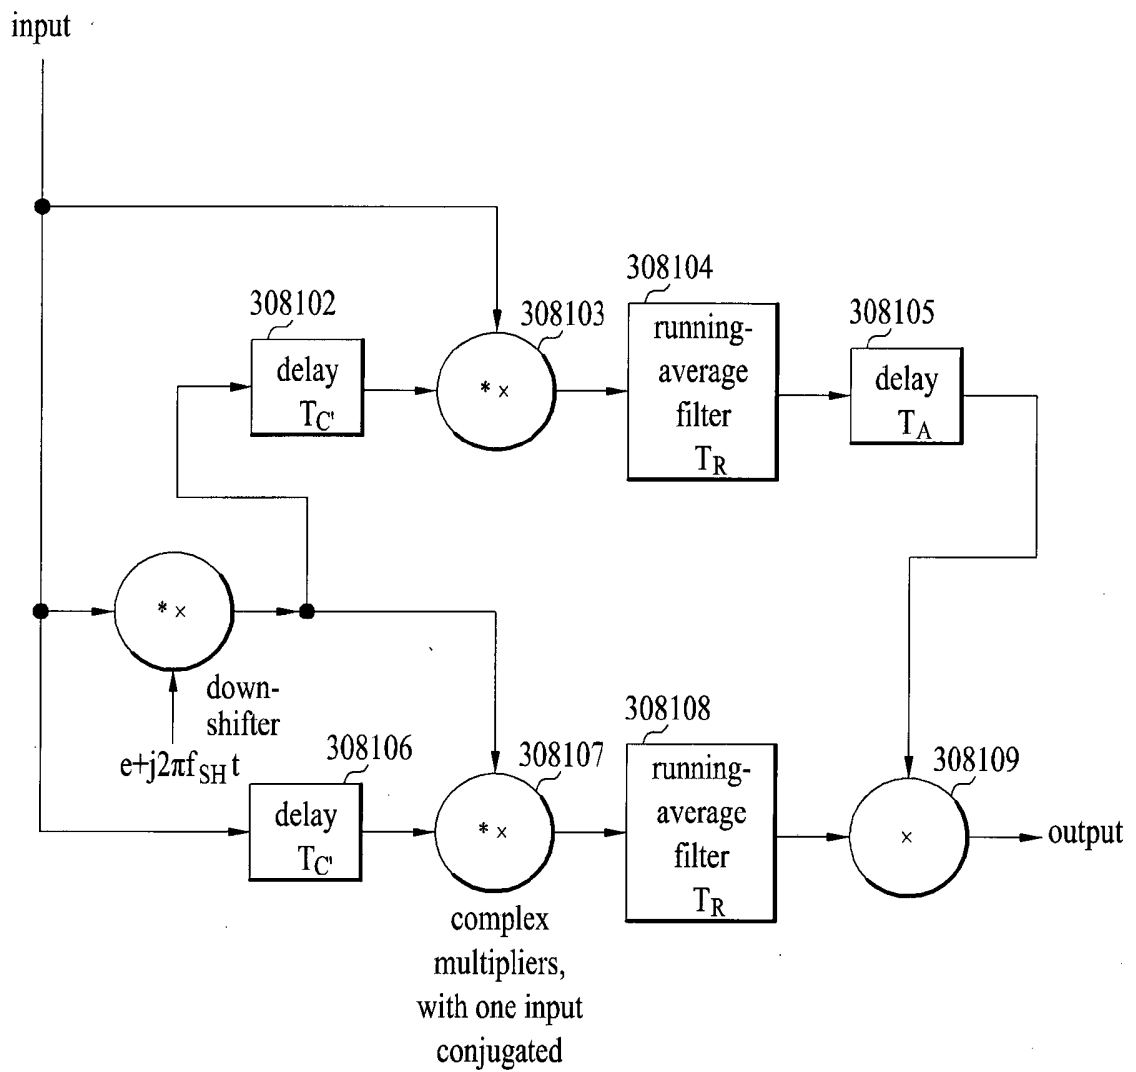 input
308104
308102
308103
308105
running-
average
filter
T_R
delay
T_C'
* ×
delay
T_A
* ×
down-
shifter
e+j2πf_SH t
308106
308107
308108
308109
delay
T_C'
* ×
running-
average
filter
T_R
×
output
complex
multipliers,
with one input
conjugated